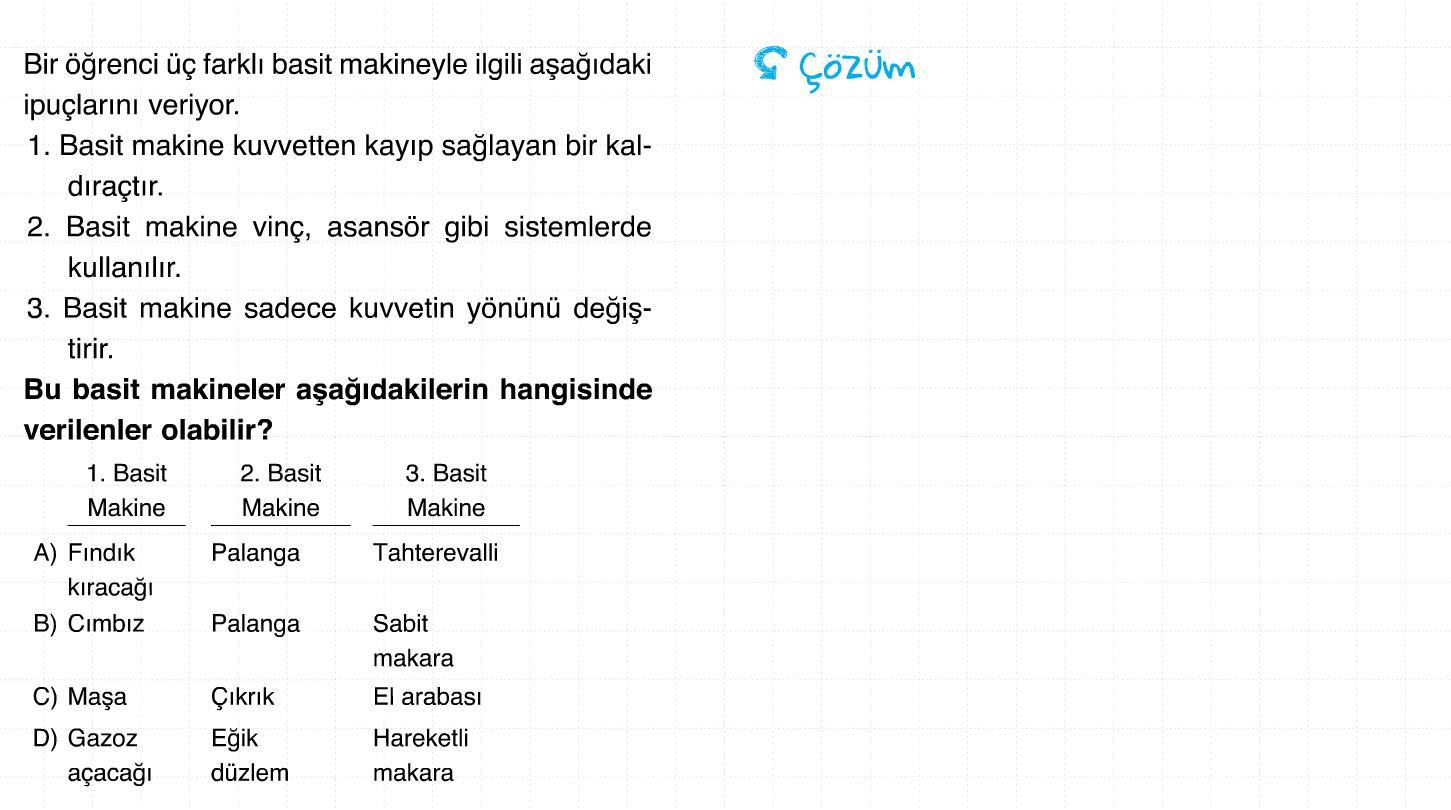 Bir öğrenci üç farklı basit makineyle ilgili aşağıdaki
ipuçlarını veriyor.
1. Basit makine kuvvetten kayıp sağlayan bir kal-
dıraçtır.
2. Basit makine vinç, asansör gibi sistemlerde
kullanılır.
3. Basit makine sadece kuvvetin yönünü değiş-
tirir.
Bu basit makineler aşağıdakilerin hangisinde
verilenler olabilir?
1. Basit 2. Basit 3. Basit
Makine Makine Makine
A) Fındık Palanga Tahterevalli
kıracağı
B) Cımbız Palanga Sabit
makara
C) Maşa Çıkrık El arabası
D) Gazoz Eğik Hareketli
açacağı düzlem makara
Çözüm